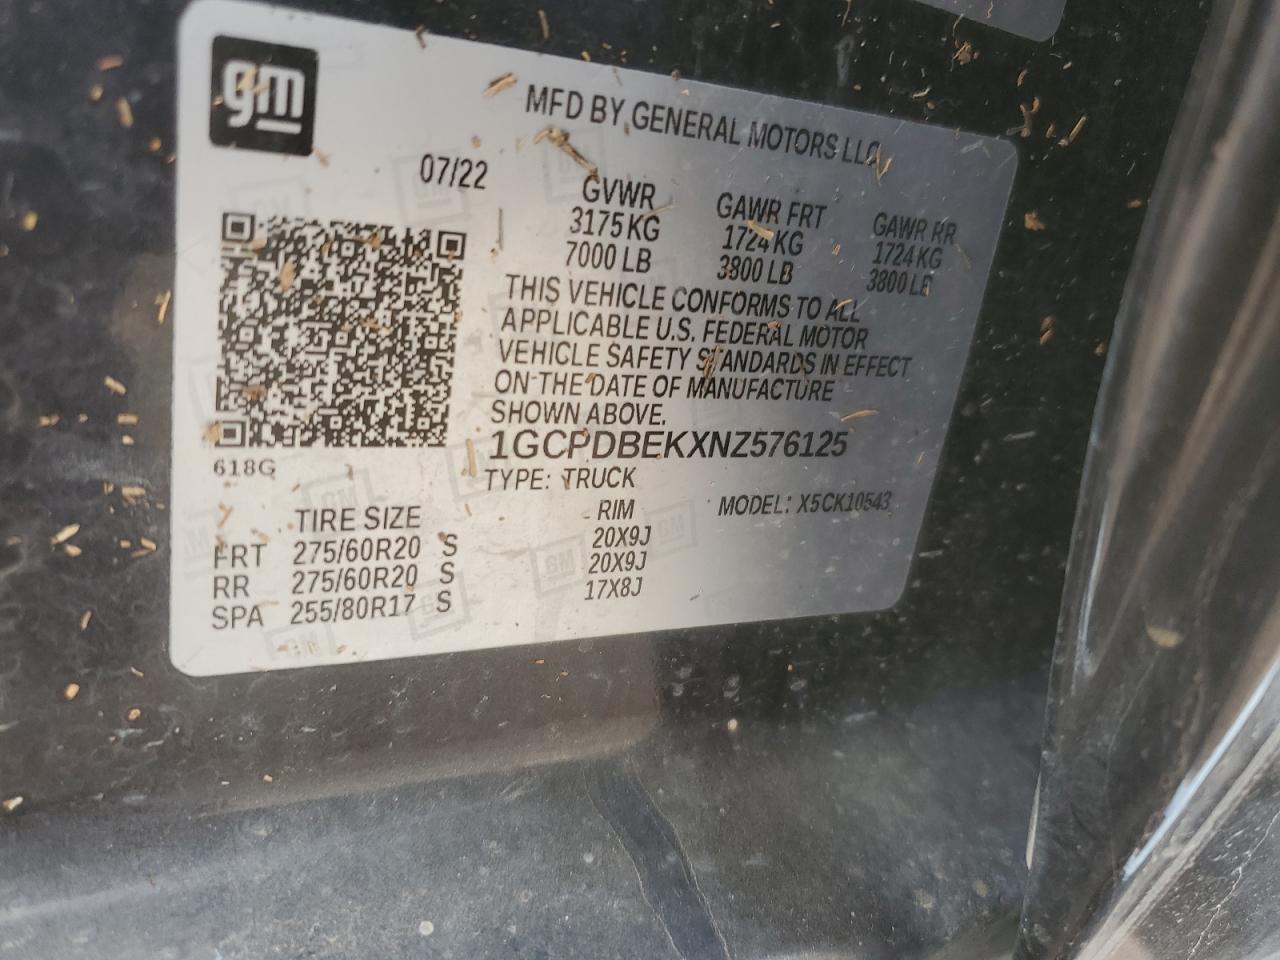 gm
MFD BY GENERAL MOTORS LLC
07/22
GVWR GAWR FRT GAWR RR
3175 KG 1724 KG 1724 KG
7000 LB 3800 LB 3800 LB
THIS VEHICLE CONFORMS TO ALL
APPLICABLE U.S. FEDERAL MOTOR
VEHICLE SAFETY STANDARDS IN EFFECT
ON THE DATE OF MANUFACTURE
SHOWN ABOVE.
1GCPDBEKXNZ576125
618G
TYPE: TRUCK
MODEL: X5CK10543
TIRE SIZE RIM
FRT 275/60R20 S 20X9J
RR 275/60R20 S 20X9J
SPA 255/80R17 S 17X8J